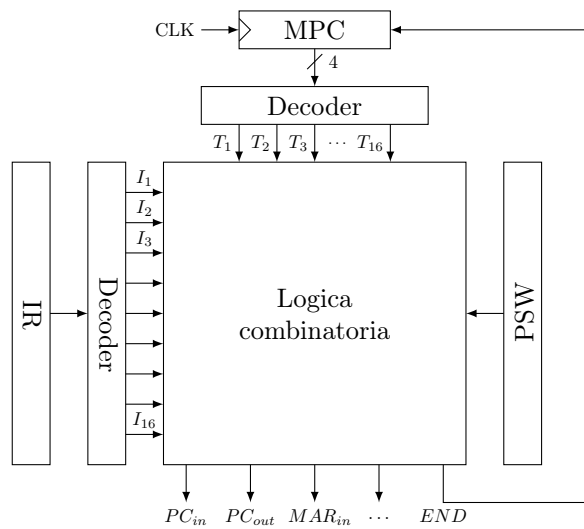 CLK
MPC
4
Decoder
T₁ T₂ T₃ ⋯ T₁₆
I₁
I₂
I₃
I₁₆
IR
Decoder
Logica
combinatoria
PSW
PCᵢₙ PCₒᵤₜ MARᵢₙ ⋯ END